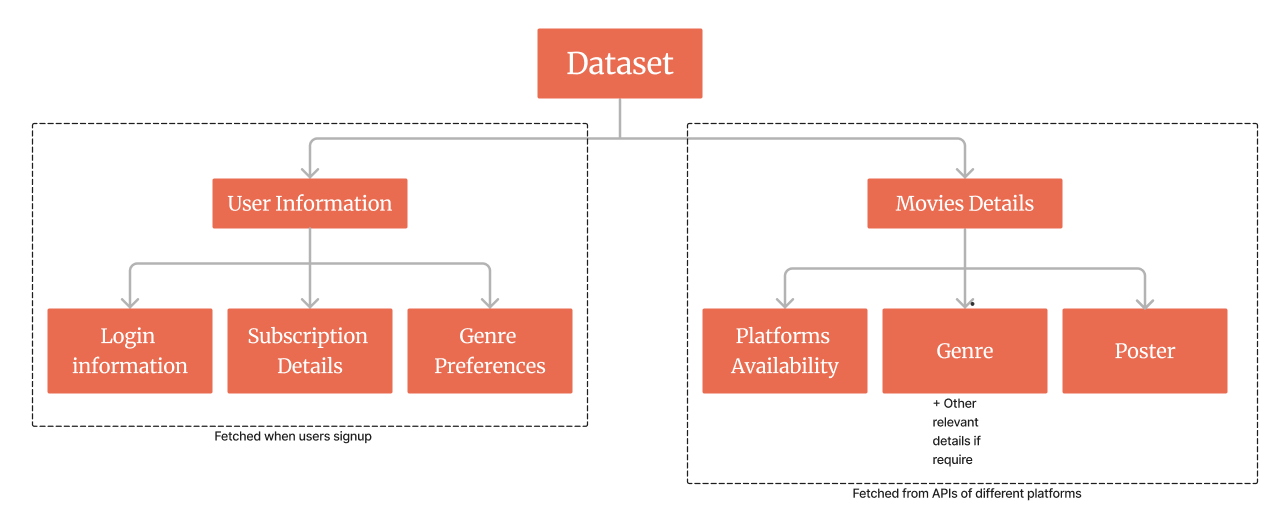 Dataset
User Information
Movies Details
Login
information
Subscription
Details
Genre
Preferences
Platforms
Availability
Genre
Poster
+ Other
relevant
details if
require
Fetched when users signup
Fetched from APIs of different platforms